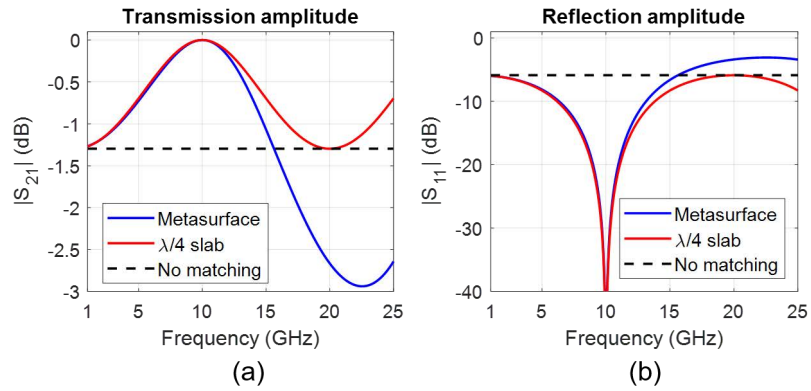 Transmission amplitude
|S21| (dB)
0
-0.5
-1
-1.5
-2
-2.5
-3
Metasurface
λ/4 slab
No matching
1
5
10
15
20
25
Frequency (GHz)
(a)
Reflection amplitude
|S11| (dB)
0
-10
-20
-30
-40
Metasurface
λ/4 slab
No matching
1
5
10
15
20
25
Frequency (GHz)
(b)